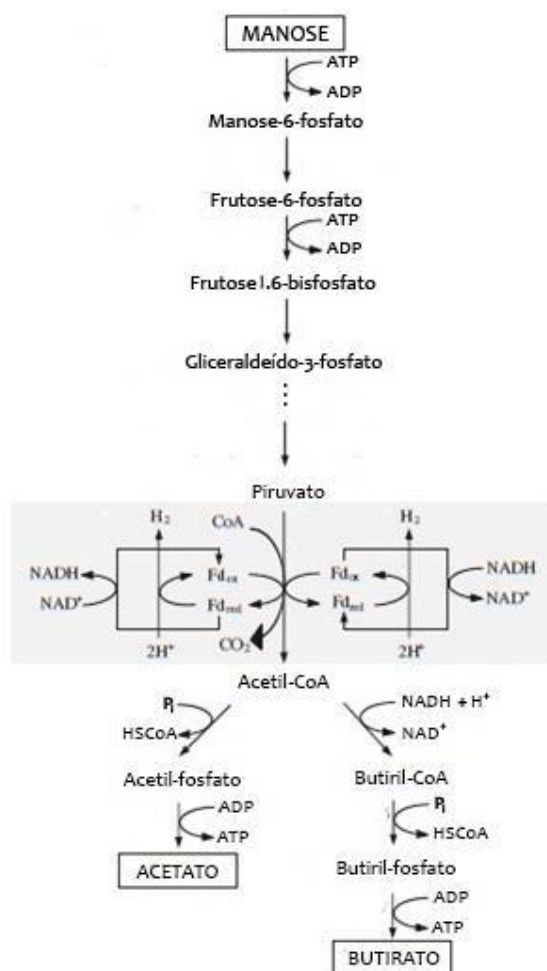 MANOSE
ATP
ADP
Manose-6-fosfato
Frutose-6-fosfato
ATP
ADP
Frutose1.6-bisfosfato
Gliceraldeído-3-fosfato
Piruvato
H₂
CoA
H₂
NADH
Fdox
Fdox
NADH
NAD⁺
Fdred
Fdred
NAD⁺
2H⁺
CO₂
2H⁺
Acetil-CoA
Pi
NADH + H⁺
HSCoA
NAD⁺
Acetil-fosfato
Butiril-CoA
ADP
Pi
ATP
HSCoA
ACETATO
Butiril-fosfato
ADP
ATP
BUTIRATO